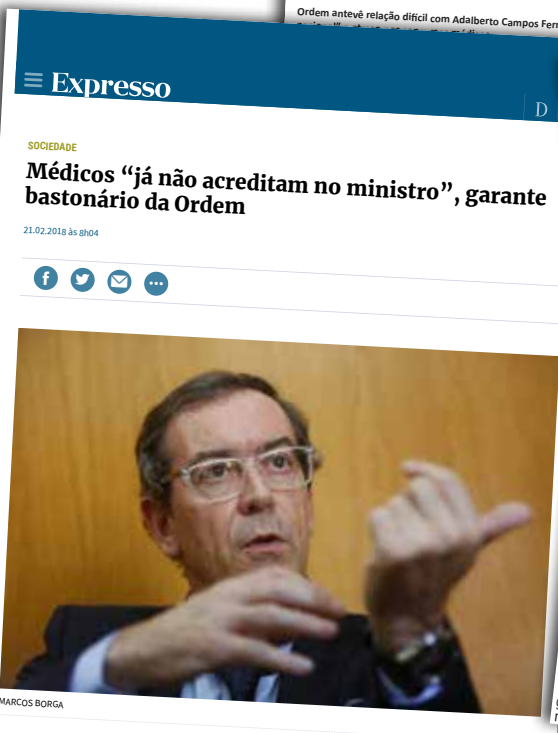 Ordem antevê relação difícil com Adalberto Campos
Expresso
D
SOCIEDADE
Médicos “já não acreditam no ministro”, garante
bastonário da Ordem
21.02.2018 às 8h04
MARCOS BORGA